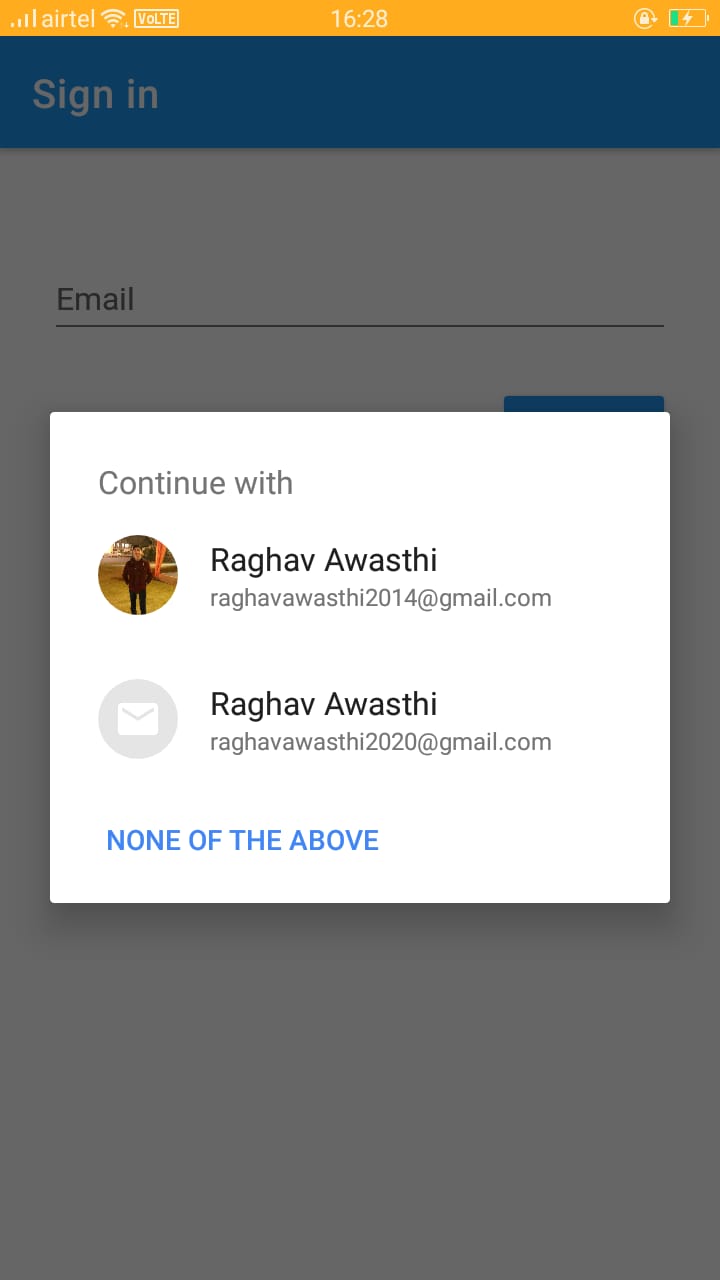 airtel VoLTE 16:28
Sign in
Email
Continue with
Raghav Awasthi
raghavawasthi2014@gmail.com
Raghav Awasthi
raghavawasthi2020@gmail.com
NONE OF THE ABOVE